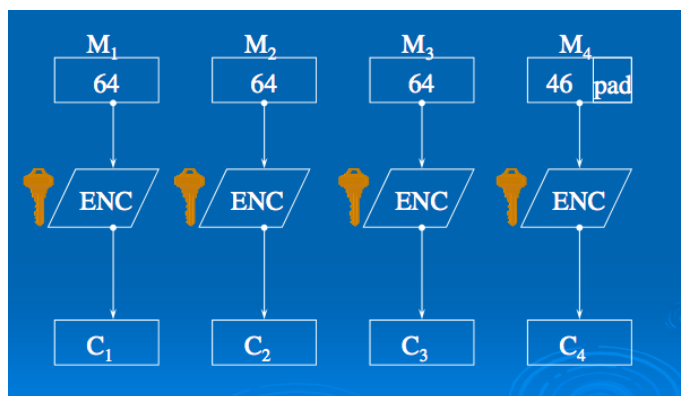 M₁ M₂ M₃ M₄
64 64 64 46 pad
ENC ENC ENC ENC
C₁ C₂ C₃ C₄